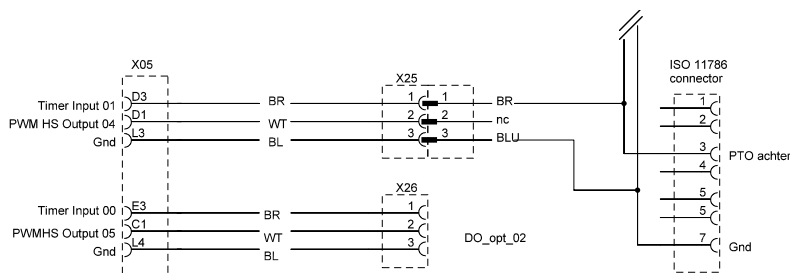 X05
X25
ISO 11786
connector
Timer Input 01 D3 BR 1 1 BR
PWM HS Output 04 D1 WT 2 2 nc
Gnd L3 BL 3 3 BLU
1
2
3 PTO achter
4
5
5
7 Gnd
X26
Timer Input 00 E3 BR 1
PWMHS Output 05 C1 WT 2
Gnd L4 BL 3
DO_opt_02